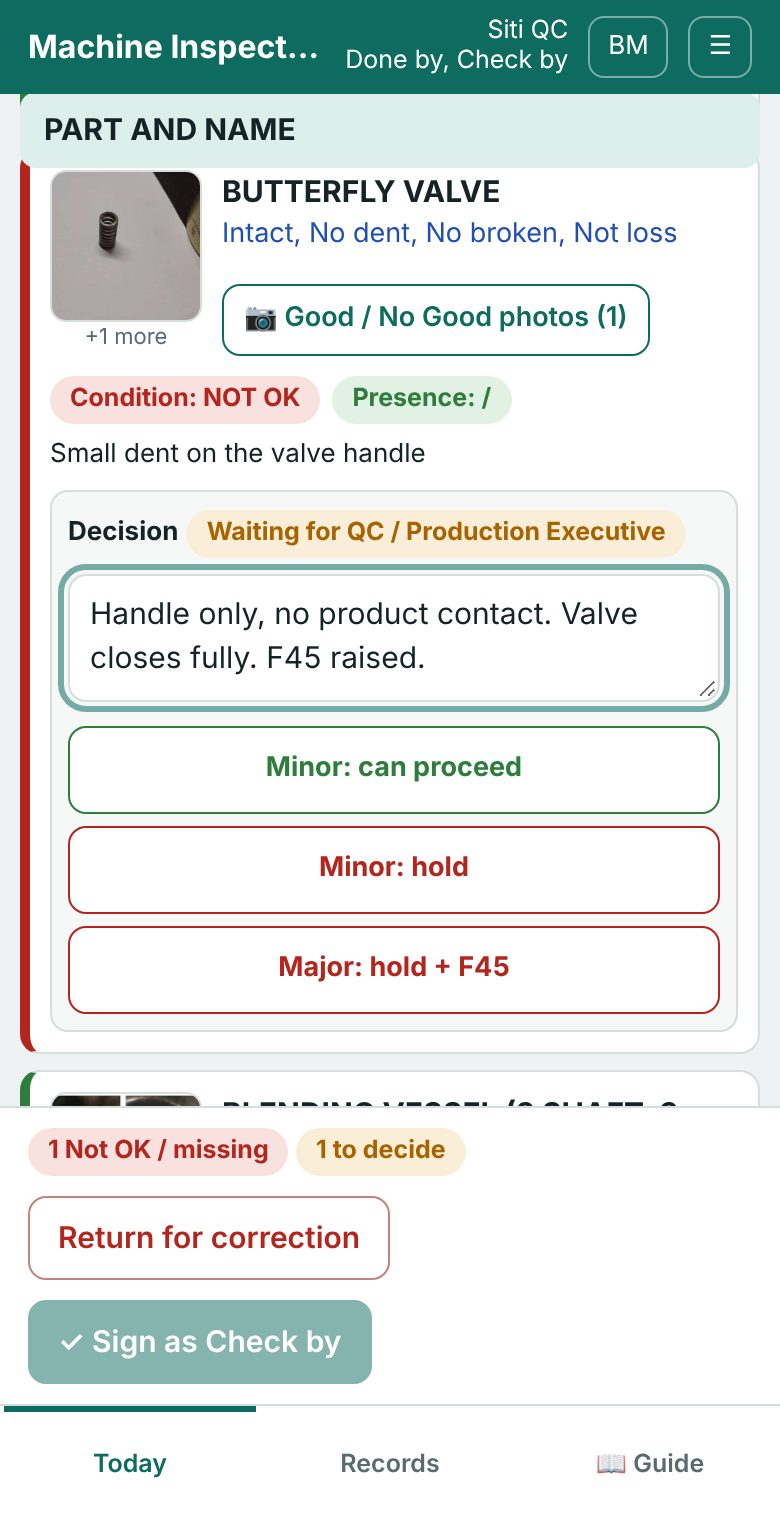 Machine Inspect...
Siti QC
Done by, Check by
BM
PART AND NAME
BUTTERFLY VALVE
Intact, No dent, No broken, Not loss
+1 more
Good / No Good photos (1)
Condition: NOT OK
Presence: /
Small dent on the valve handle
Decision
Waiting for QC / Production Executive
Handle only, no product contact. Valve
closes fully. F45 raised.
Minor: can proceed
Minor: hold
Major: hold + F45
1 Not OK / missing
1 to decide
Return for correction
✓ Sign as Check by
Today
Records
Guide